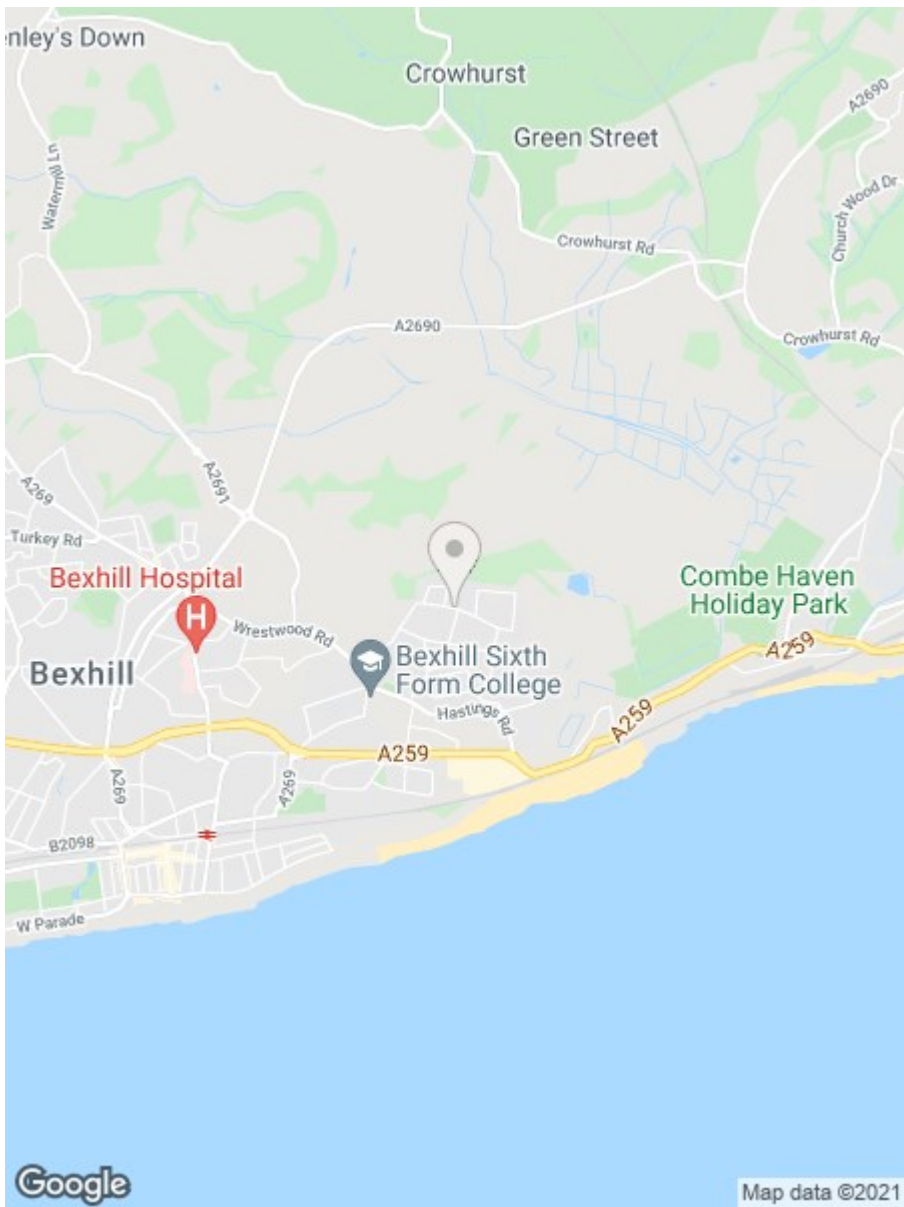 enley's Down
Crowhurst
A2690
Green Street
Watermill Ln
Church Wood Dr
Crowhurst Rd
A2690
Crowhurst Rd
A269
A2691
Turkey Rd
Bexhill Hospital
H
Combe Haven
Holiday Park
Wrestwood Rd
Bexhill
Bexhill Sixth
Form College
A259
Hastings Rd
A259
A259
A269
A269
B2098
W Parade
Google
Map data ©2021